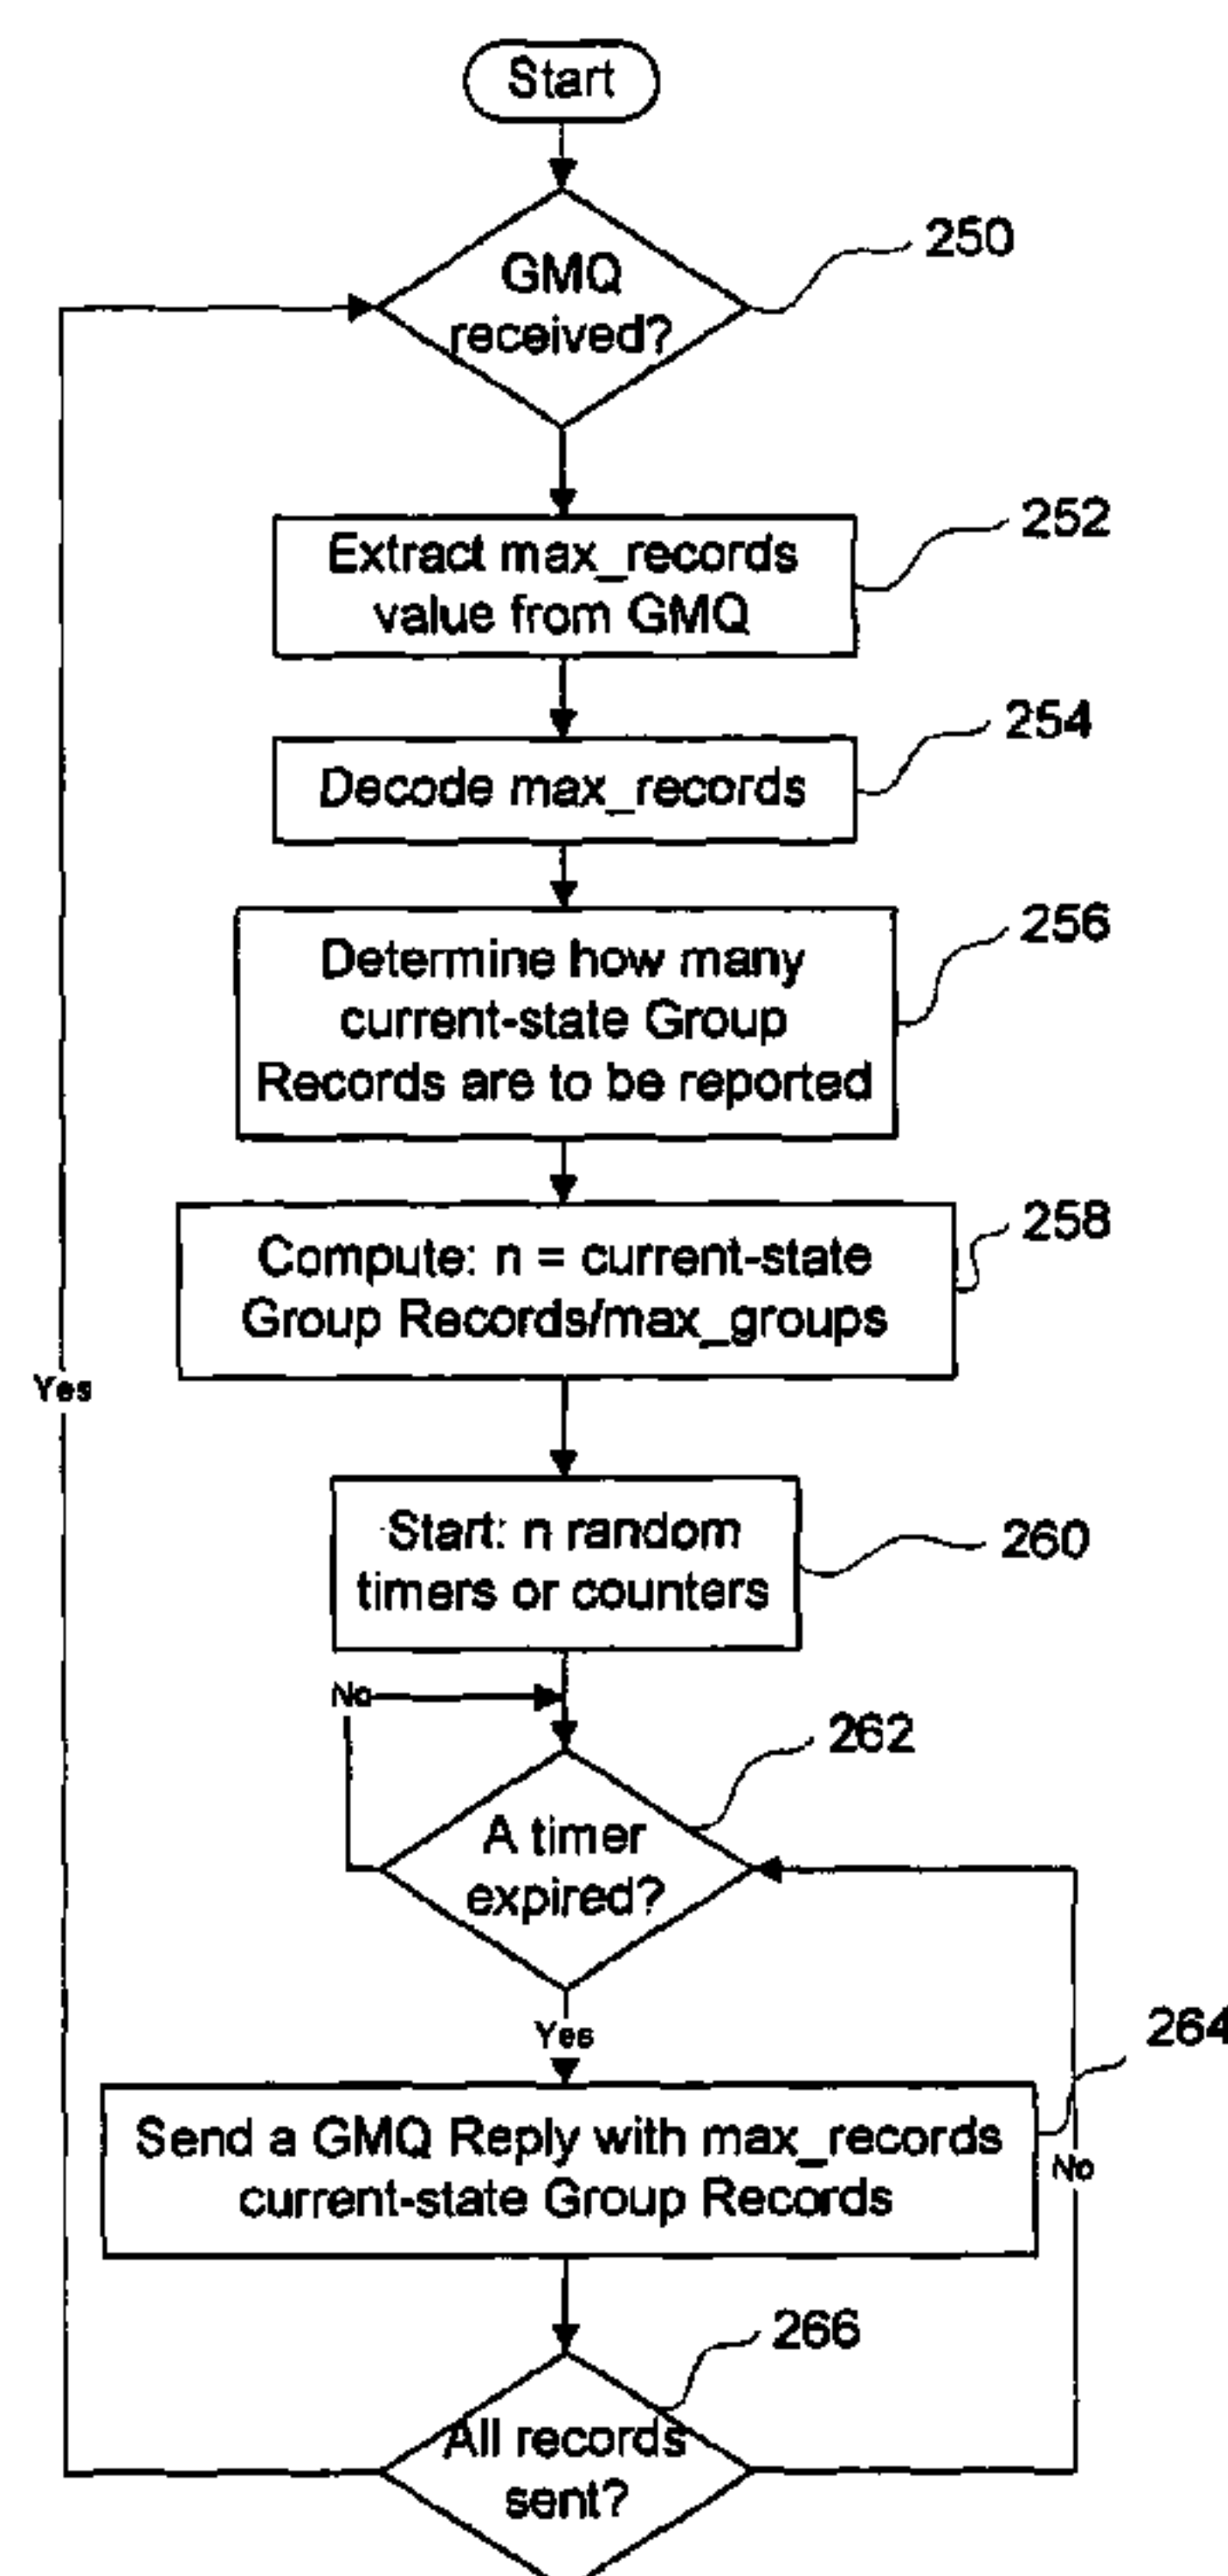 Start
GMQ
received?
250
Extract max_records
value from GMQ
252
Decode max_records
254
Determine how many
current-state Group
Records are to be reported
256
Compute: n = current-state
Group Records/max_groups
258
Yes
Start: n random
timers or counters
260
No
A timer
expired?
262
Yes
Send a GMQ Reply with max_records
current-state Group Records
264
No
All records
sent?
266